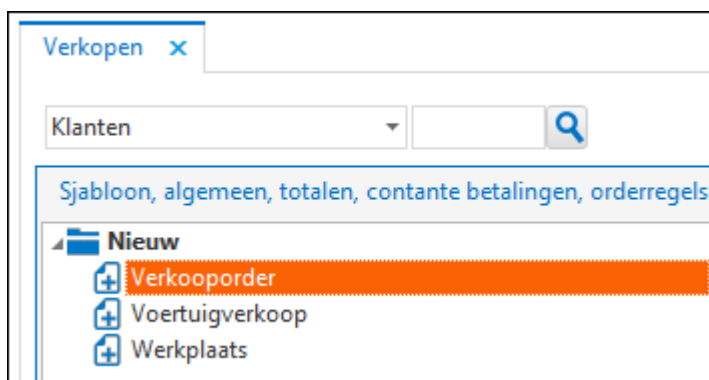 Verkopen
Klanten
Sjabloon, algemeen, totalen, contante betalingen, orderregels
Nieuw
Verkooporder
Voertuigverkoop
Werkplaats